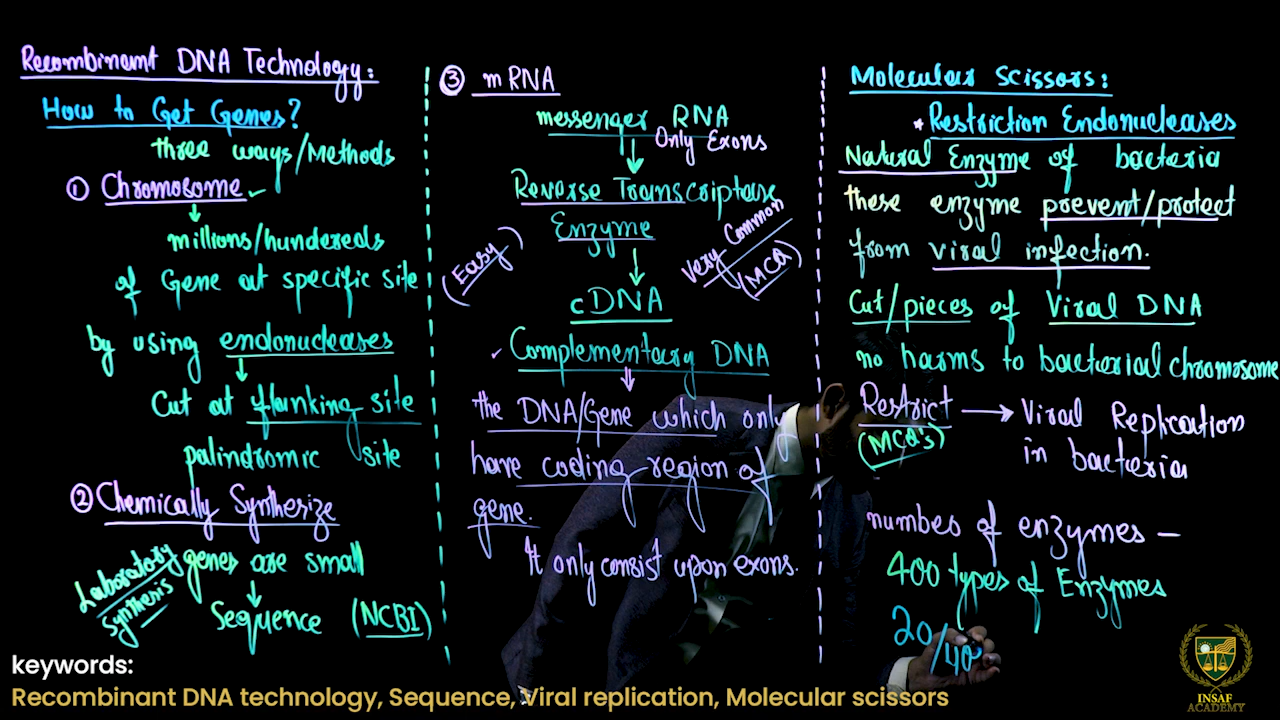 Recombinant DNA Technology:
How to Get Genes?
three ways/Methods
① Chromosome
millions/hundereds
of Gene at specific site
by using endonucleases
Cut at flanking site
palindromic site
② Chemically Synthesize
Laboratory Synthesis
genes are small
Sequence (NCBI)
③ mRNA
messenger RNA
Only Exons
Reverse Transcriptase
Enzyme
(Easy)
Very Common
(MCQ)
cDNA
Complementary DNA
the DNA/Gene which only
have coding region of
gene.
It only consist upon exons.
Molecular Scissors:
* Restriction Endonucleases
Natural Enzyme of bacteria
these enzyme prevent/protect
from viral infection.
Cut/pieces of Viral DNA
no harms to bacterial chromosome
Restrict → Viral Replication
(MCQ's)
in bacteria
numbes of enzymes —
400 types of Enzymes
20/40
keywords:
Recombinant DNA technology, Sequence, Viral replication, Molecular scissors
INSAF
ACADEMY